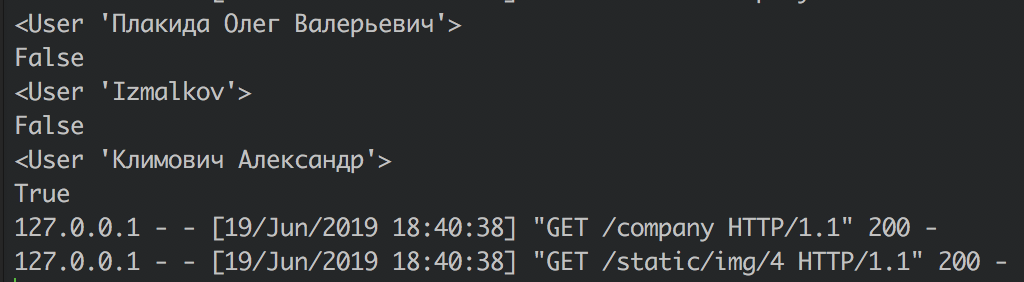 <User 'Плакида Олег Валерьевич'>
False
<User 'Izmalkov'>
False
<User 'Климович Александр'>
True
127.0.0.1 - - [19/Jun/2019 18:40:38] "GET /company HTTP/1.1" 200 -
127.0.0.1 - - [19/Jun/2019 18:40:38] "GET /static/img/4 HTTP/1.1" 200 -